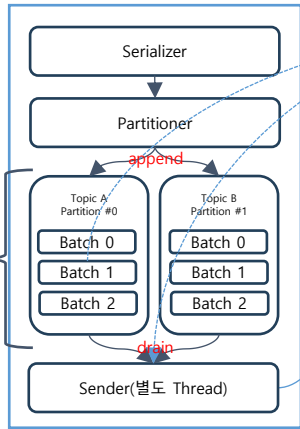 Serializer
Partitioner
append
Topic A
Partition #0
Batch 0
Batch 1
Batch 2
Topic B
Partition #1
Batch 0
Batch 1
Batch 2
drain
Sender(별도 Thread)